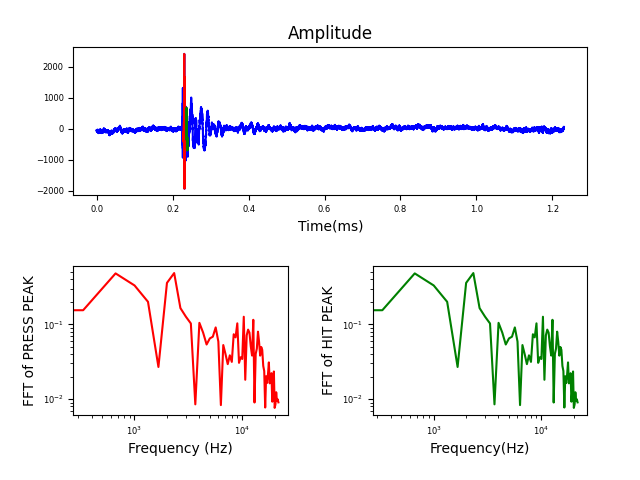 Amplitude
2000
1000
0
−1000
−2000
0.0 0.2 0.4 0.6 0.8 1.0 1.2
Time(ms)
FFT of PRESS PEAK
10⁻¹
10⁻²
10³ 10⁴
Frequency (Hz)
FFT of HIT PEAK
10⁻¹
10⁻²
10³ 10⁴
Frequency(Hz)